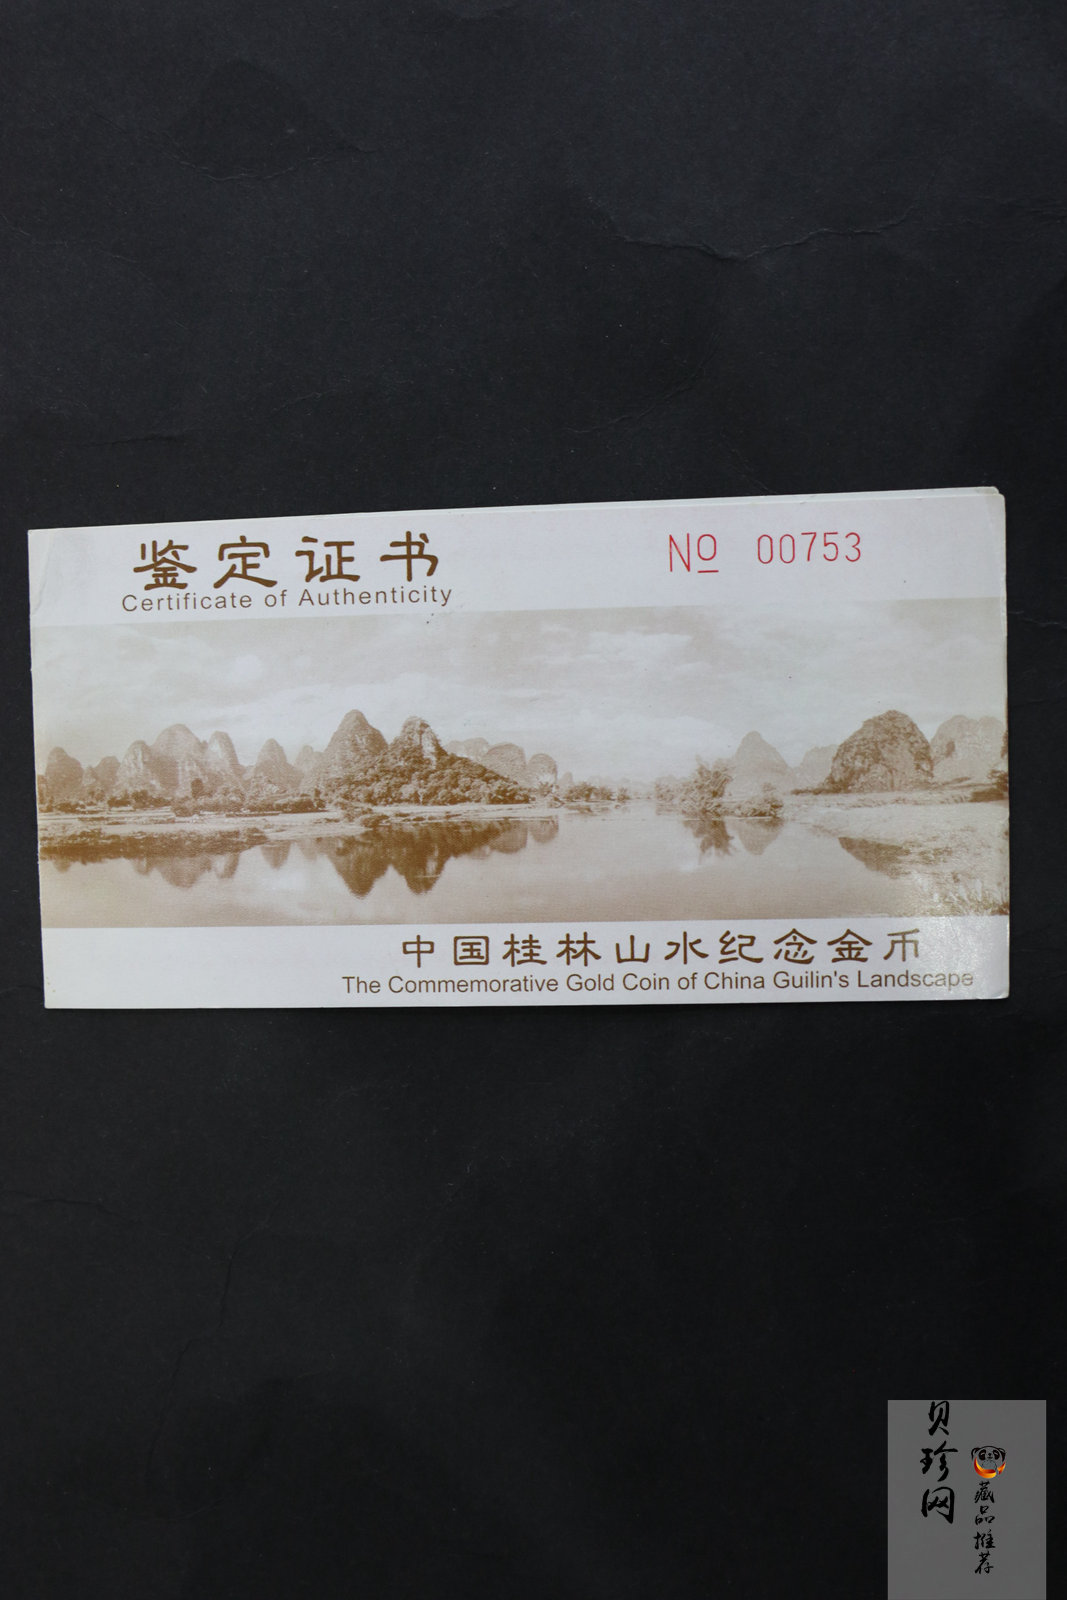 鉴定证书
Certificate of Authenticity
No 00753
中国桂林山水纪念金币
The Commemorative Gold Coin of China Guilin's Landscape
贝珍网
藏品推荐